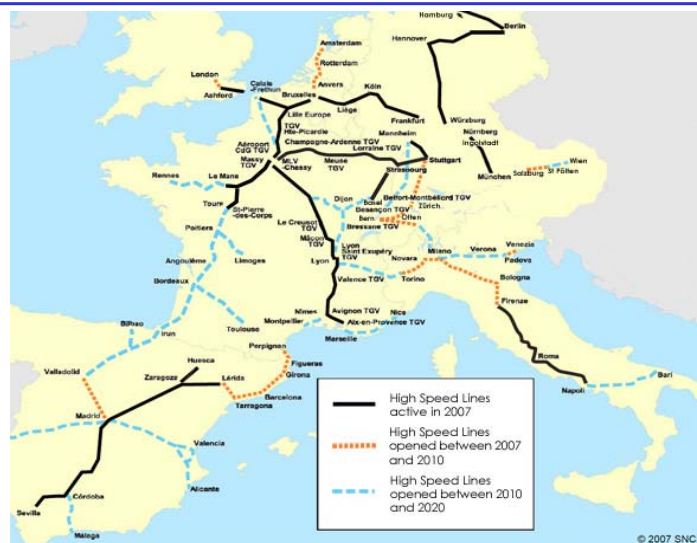 Hamburg
Berlin
Hannover
Amsterdam
Rotterdam
London
Anvers
Calais
-Frethun
Bruxelles
Köln
Ashford
Liège
Lille Europe
TGV
Hte-Picardie
Frankfurt
Würzburg
Mannheim
Nürnberg
Champagne-Ardenne TGV
Ingolstadt
Aéroport
CdG TGV
Lorraine TGV
Wien
Massy
TGV
MLV
-Chessy
Meuse
TGV
Stuttgart
Strasbourg
München
Salzburg
St Pölten
Rennes
Le Mans
Dijon
Basel
Belfort-Montbéliard TGV
Besançon TGV
Zürich
Tours
St-Pierre
-des-Corps
Bern
Olten
Le Creusot
TGV
Bressane TGV
Poitiers
Mâcon
TGV
Lyon
Saint Exupéry
TGV
Milano
Verona
Venezia
Padova
Angoulème
Limoges
Lyon
Novara
Valence TGV
Torino
Bologna
Bordeaux
Firenze
Nîmes
Avignon TGV
Nice
Bilbao
Irun
Toulouse
Montpellier
Aix-en-Provence TGV
Marseille
Perpignan
Huesca
Figueras
Valladolid
Zaragoza
Lérida
Girona
Roma
Barcelona
Bari
Madrid
Tarragona
Napoli
Valencia
Alicante
Córdoba
Sevilla
Málaga
High Speed Lines
active in 2007
High Speed Lines
opened between 2007
and 2010
High Speed Lines
opened between 2010
and 2020
© 2007 SNC